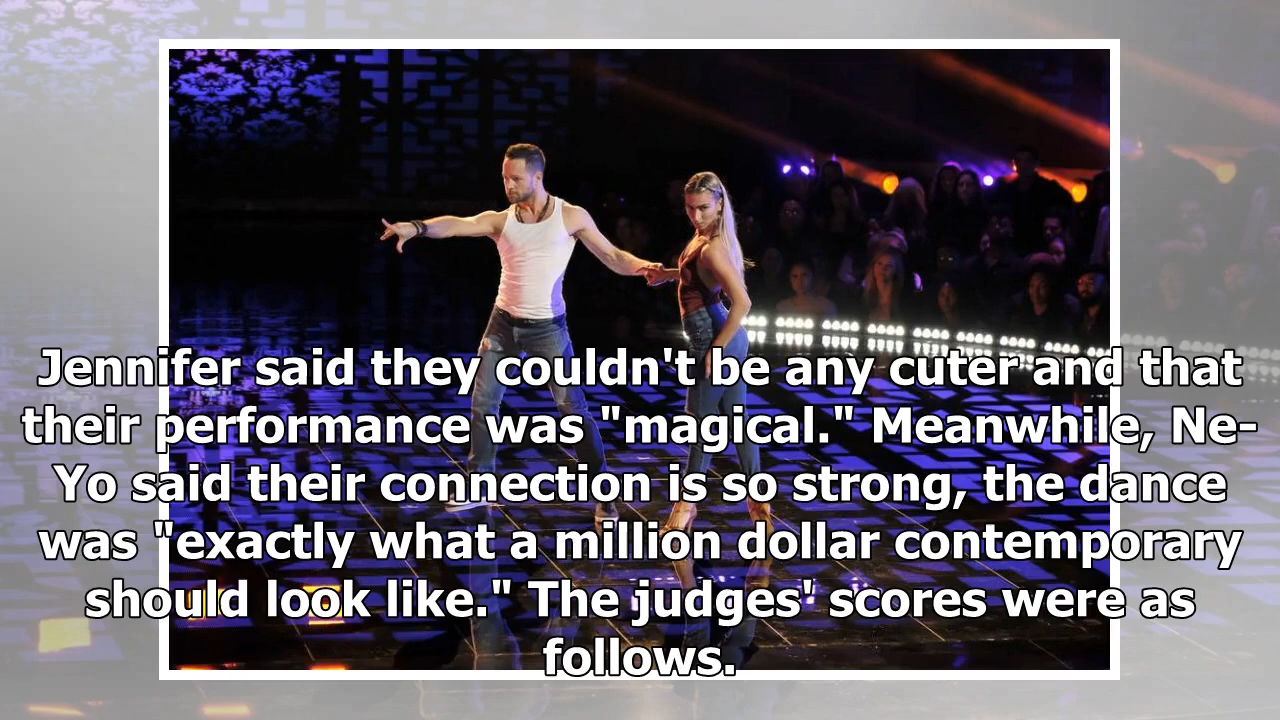 Jennifer said they couldn't be any cuter and that
their performance was "magical." Meanwhile, Ne-
Yo said their connection is so strong, the dance
was "exactly what a million dollar contemporary
should look like." The judges' scores were as
follows.